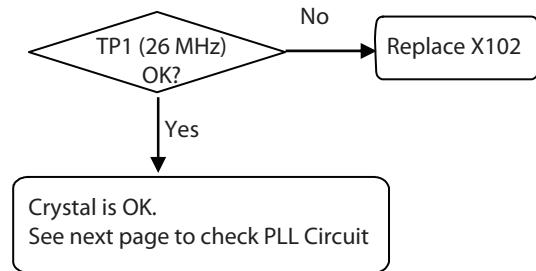 TP1 (26 MHz)
OK?
No
Replace X102
Yes
Crystal is OK.
See next page to check PLL Circuit